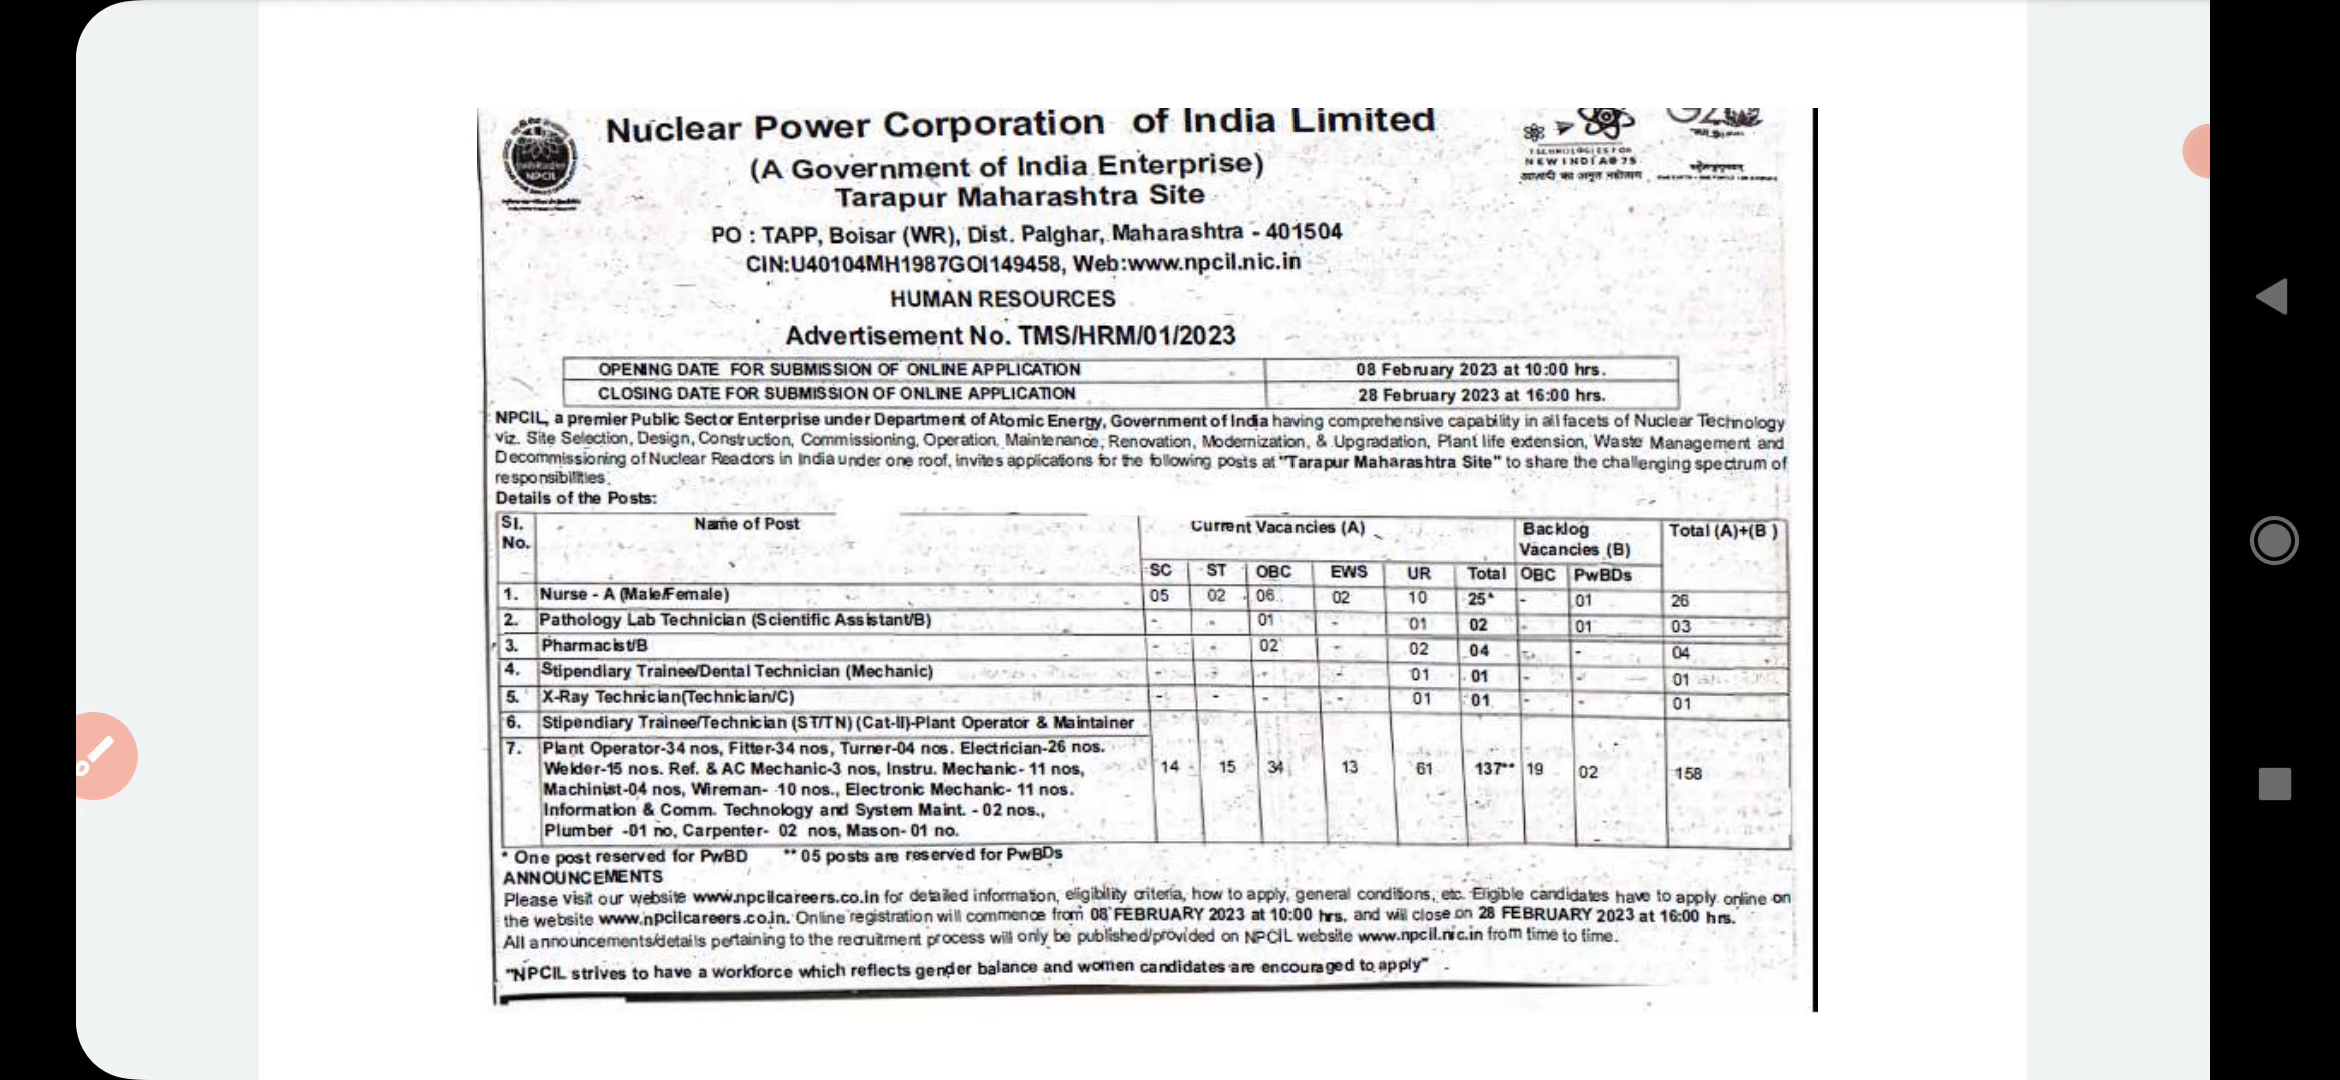 Nuclear Power Corporation of India Limited
(A Government of India Enterprise)
Tarapur Maharashtra Site
PO : TAPP, Boisar (WR), Dist. Palghar, Maharashtra - 401504
CIN:U40104MH1987GOI149458, Web:www.npcil.nic.in
HUMAN RESOURCES
Advertisement No. TMS/HRM/01/2023
NPCIL
TECHNOLOGIES FOR
NEW INDIA@75
आज़ादी का अमृत महोत्सव
OPENING DATE FOR SUBMISSION OF ONLINE APPLICATION 08 February 2023 at 10:00 hrs.
CLOSING DATE FOR SUBMISSION OF ONLINE APPLICATION 28 February 2023 at 16:00 hrs.
NPCIL, a premier Public Sector Enterprise under Department of Atomic Energy, Government of India having comprehensive capability in all facets of Nuclear Technology
viz. Site Selection, Design, Construction, Commissioning, Operation, Maintenance, Renovation, Modernization, & Upgradation, Plant life extension, Waste Management and
Decommissioning of Nuclear Reactors in India under one roof, invites applications for the following posts at "Tarapur Maharashtra Site" to share the challenging spectrum of
responsibilities.
Details of the Posts:
Sl. No. Name of Post Current Vacancies (A) Backlog Vacancies (B) Total (A)+(B )
SC ST OBC EWS UR Total OBC PwBDs
1. Nurse - A (Male/Female) 05 02 06 02 10 25* - 01 26
2. Pathology Lab Technician (Scientific Assistant/B) - - 01 - 01 02 - 01 03
3. Pharmacist/B - - 02 - 02 04 - - 04
4. Stipendiary Trainee/Dental Technician (Mechanic) - - - - 01 01 - - 01
5. X-Ray Technician(Technician/C) - - - - 01 01 - - 01
6. Stipendiary Trainee/Technician (ST/TN) (Cat-II)-Plant Operator & Maintainer
7. Plant Operator-34 nos, Fitter-34 nos, Turner-04 nos. Electrician-26 nos.
Welder-15 nos. Ref. & AC Mechanic-3 nos, Instru. Mechanic- 11 nos, 14 15 34 13 61 137** 19 02 158
Machinist-04 nos, Wireman- 10 nos., Electronic Mechanic- 11 nos.
Information & Comm. Technology and System Maint. - 02 nos.,
Plumber -01 no, Carpenter- 02 nos, Mason- 01 no.
* One post reserved for PwBD ** 05 posts are reserved for PwBDs
ANNOUNCEMENTS
Please visit our website www.npcilcareers.co.in for detailed information, eligibility criteria, how to apply, general conditions, etc. Eligible candidates have to apply online on
the website www.npcilcareers.co.in. Online registration will commence from 08 FEBRUARY 2023 at 10:00 hrs, and will close on 28 FEBRUARY 2023 at 16:00 hrs.
All announcements/details pertaining to the recruitment process will only be published/provided on NPCIL website www.npcil.nic.in from time to time.
"NPCIL strives to have a workforce which reflects gender balance and women candidates are encouraged to apply"